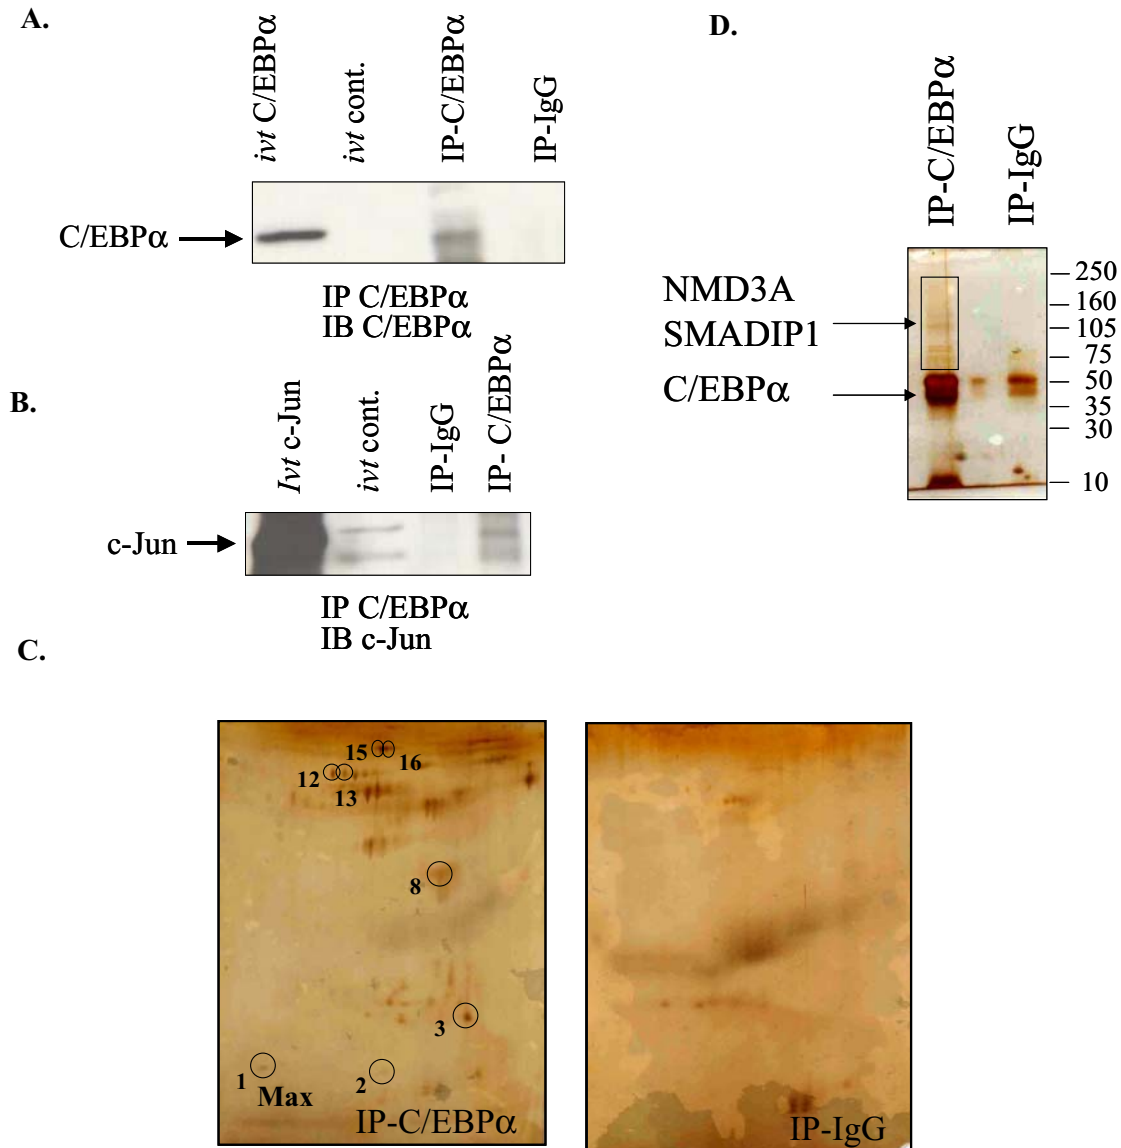 A.
ivt C/EBPα
ivt cont.
IP-C/EBPα
IP-IgG
C/EBPα
IP C/EBPα
IB C/EBPα
B.
Ivt c-Jun
ivt cont.
IP-IgG
IP- C/EBPα
c-Jun
IP C/EBPα
IB c-Jun
D.
IP-C/EBPα
IP-IgG
NMD3A
SMADIP1
C/EBPα
250
160
105
75
50
35
30
10
C.
15
16
12
13
8
3
1
Max
2
IP-C/EBPα
IP-IgG